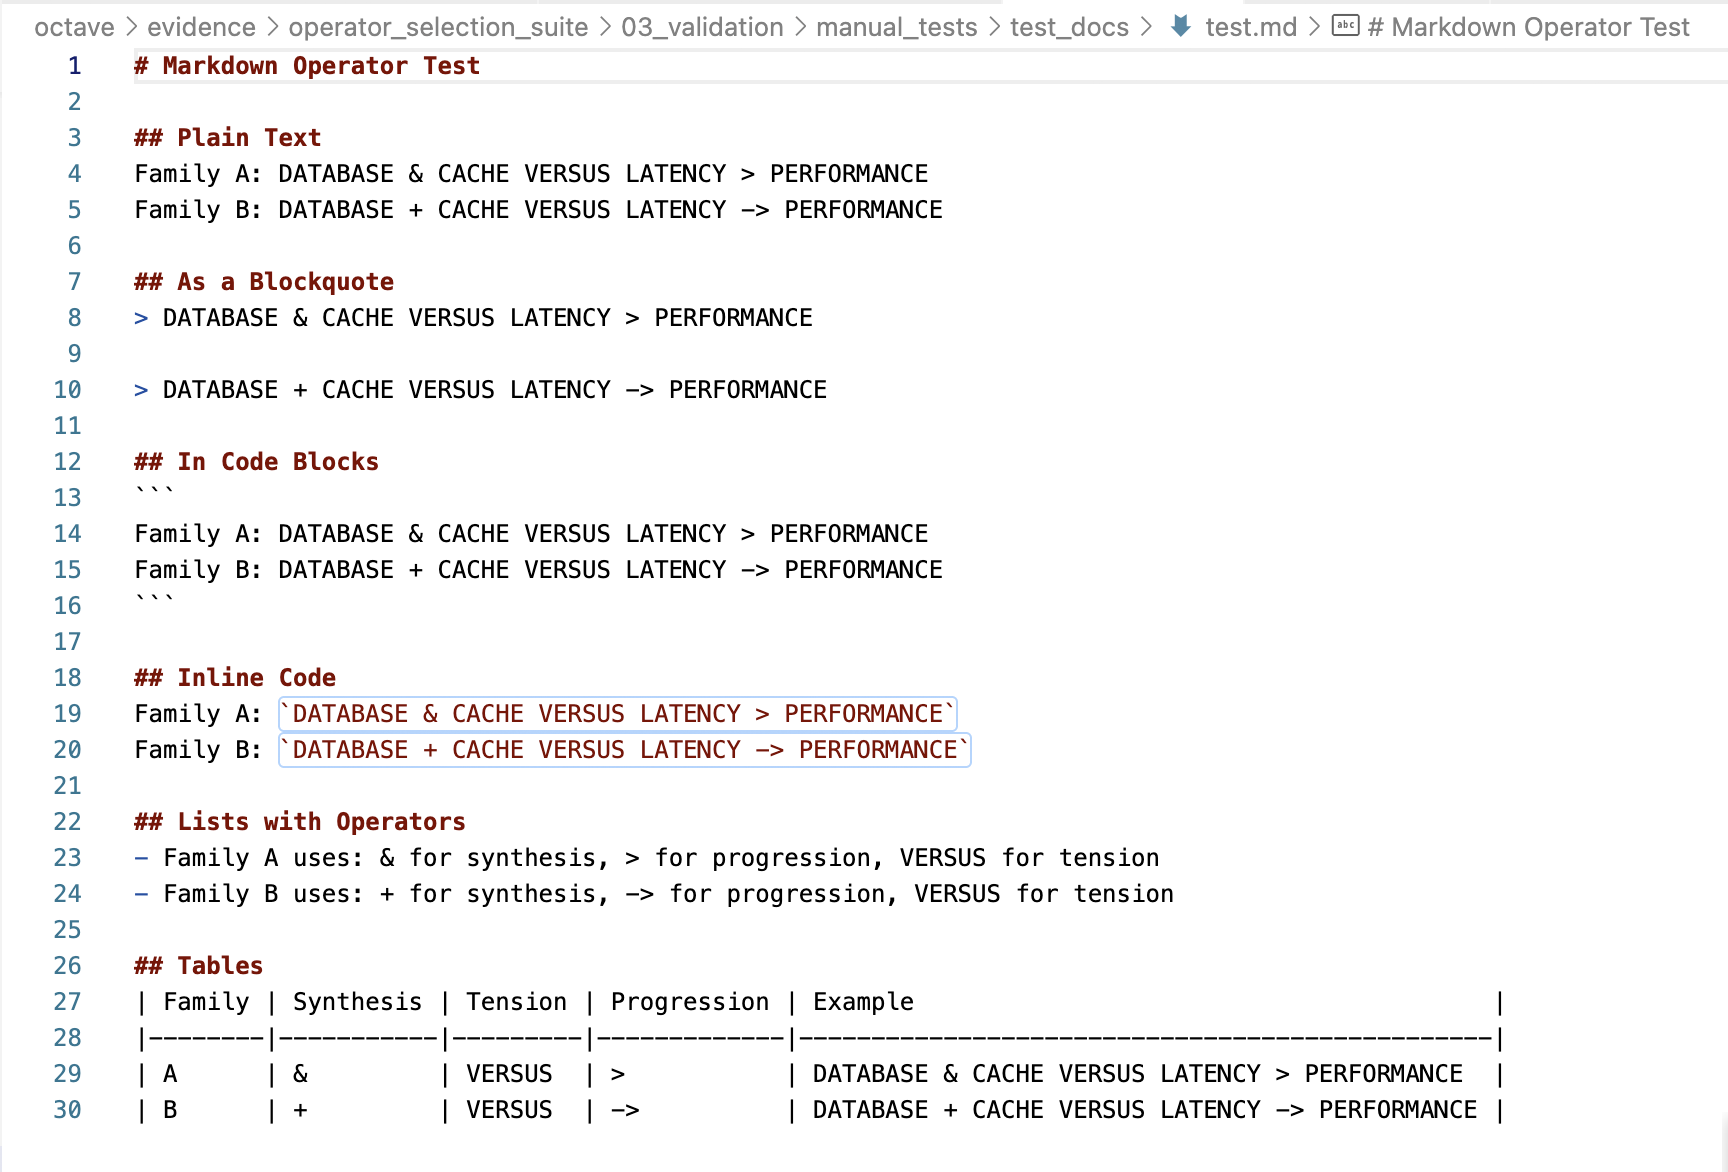 octave > evidence > operator_selection_suite > 03_validation > manual_tests > test_docs > test.md > abc # Markdown Operator Test
1 # Markdown Operator Test
2
3 ## Plain Text
4 Family A: DATABASE & CACHE VERSUS LATENCY > PERFORMANCE
5 Family B: DATABASE + CACHE VERSUS LATENCY -> PERFORMANCE
6
7 ## As a Blockquote
8 > DATABASE & CACHE VERSUS LATENCY > PERFORMANCE
9
10 > DATABASE + CACHE VERSUS LATENCY -> PERFORMANCE
11
12 ## In Code Blocks
13 ```
14 Family A: DATABASE & CACHE VERSUS LATENCY > PERFORMANCE
15 Family B: DATABASE + CACHE VERSUS LATENCY -> PERFORMANCE
16 ```
17
18 ## Inline Code
19 Family A: `DATABASE & CACHE VERSUS LATENCY > PERFORMANCE`
20 Family B: `DATABASE + CACHE VERSUS LATENCY -> PERFORMANCE`
21
22 ## Lists with Operators
23 - Family A uses: & for synthesis, > for progression, VERSUS for tension
24 - Family B uses: + for synthesis, -> for progression, VERSUS for tension
25
26 ## Tables
27 | Family | Synthesis | Tension | Progression | Example                                        |
28 |--------|-----------|---------|-------------|------------------------------------------------|
29 | A      | &         | VERSUS  | >           | DATABASE & CACHE VERSUS LATENCY > PERFORMANCE  |
30 | B      | +         | VERSUS  | ->          | DATABASE + CACHE VERSUS LATENCY -> PERFORMANCE |